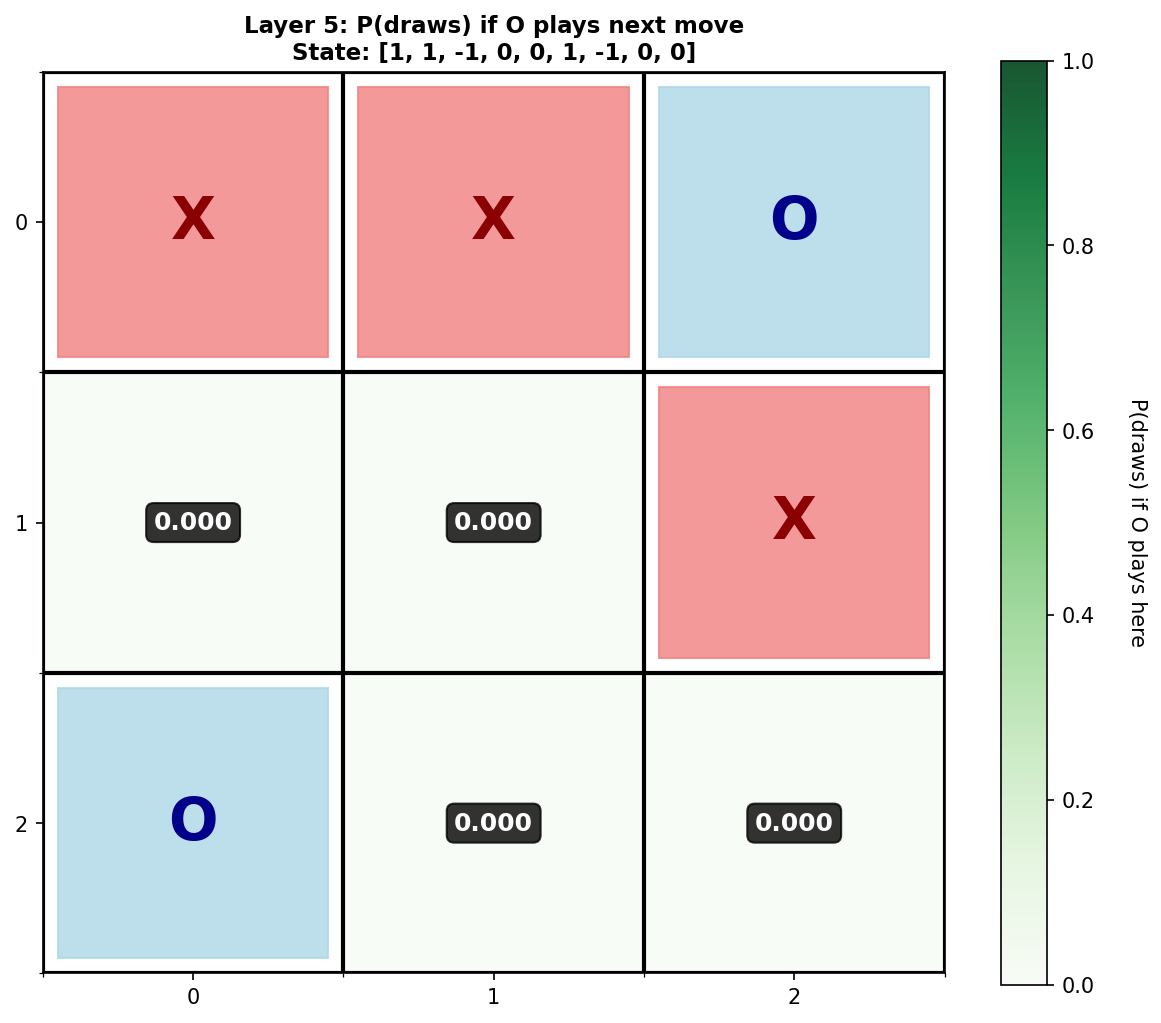 Layer 5: P(draws) if O plays next move
State: [1, 1, -1, 0, 0, 1, -1, 0, 0]
X X O
0
0.000 0.000 X
1
O 0.000 0.000
2
0 1 2
1.0
0.8
0.6
0.4
0.2
0.0
P(draws) if O plays here